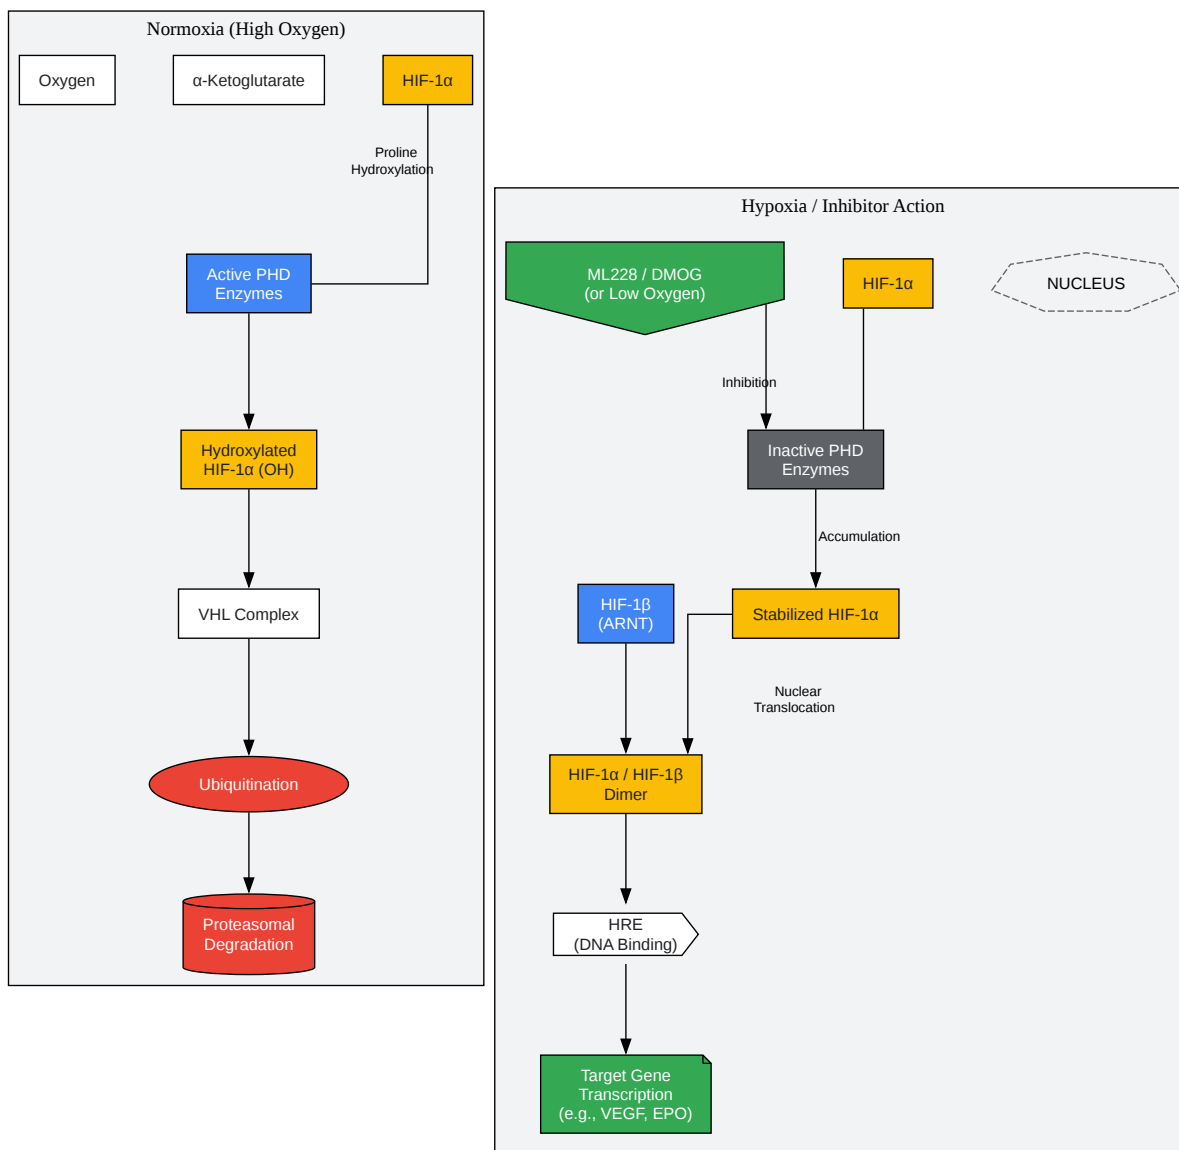 Normoxia (High Oxygen)
Oxygen
α-Ketoglutarate
HIF-1α
Proline
Hydroxylation
Active PHD
Enzymes
Hydroxylated
HIF-1α (OH)
VHL Complex
Ubiquitination
Proteasomal
Degradation
Hypoxia / Inhibitor Action
ML228 / DMOG
(or Low Oxygen)
HIF-1α
NUCLEUS
Inhibition
Inactive PHD
Enzymes
Accumulation
HIF-1β
(ARNT)
Stabilized HIF-1α
Nuclear
Translocation
HIF-1α / HIF-1β
Dimer
HRE
(DNA Binding)
Target Gene
Transcription
(e.g., VEGF, EPO)